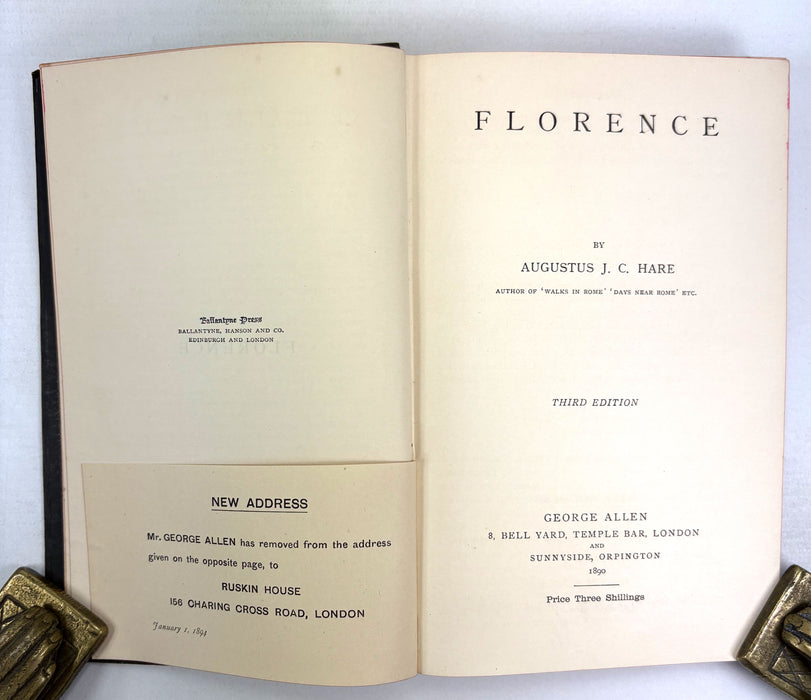 Ballantyne Press
BALLANTYNE, HANSON AND CO.
EDINBURGH AND LONDON
NEW ADDRESS
Mr. GEORGE ALLEN has removed from the address
given on the opposite page, to
RUSKIN HOUSE
156 CHARING CROSS ROAD, LONDON
January 1, 1891
FLORENCE
BY
AUGUSTUS J. C. HARE
AUTHOR OF 'WALKS IN ROME' 'DAYS NEAR ROME' ETC.
THIRD EDITION
GEORGE ALLEN
8, BELL YARD, TEMPLE BAR, LONDON
AND
SUNNYSIDE, ORPINGTON
1890
Price Three Shillings